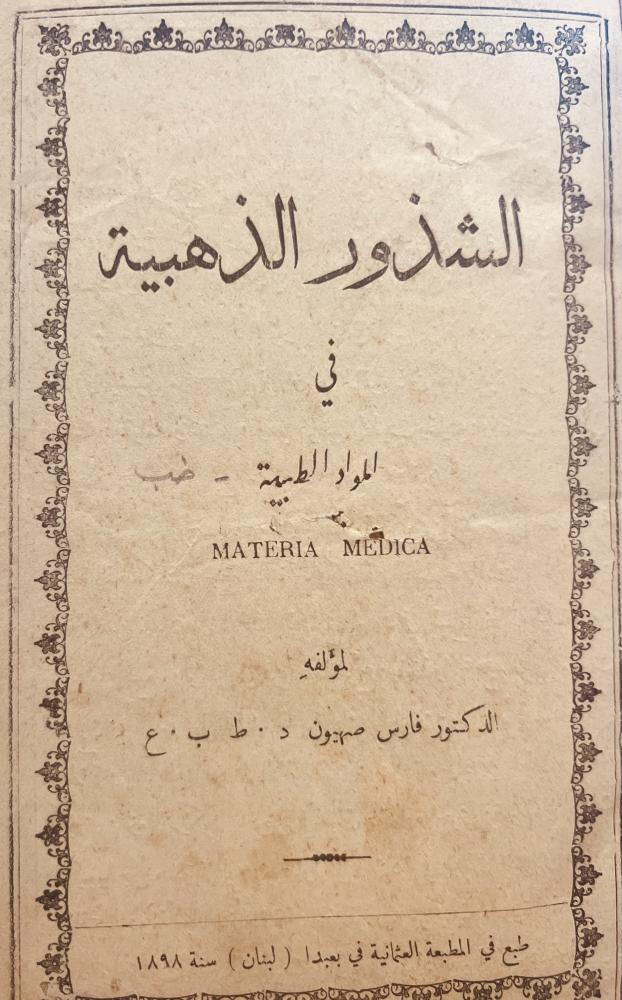 الشذور الذهبية
في
المواد الطبية - طب
MATERIA MEDICA
لمؤلفهِ
الدكتور فارس صهيون د · ط ب · ع
طبع في المطبعة العثمانية في بعبدا ( لبنان ) سنة ١٨٩٨